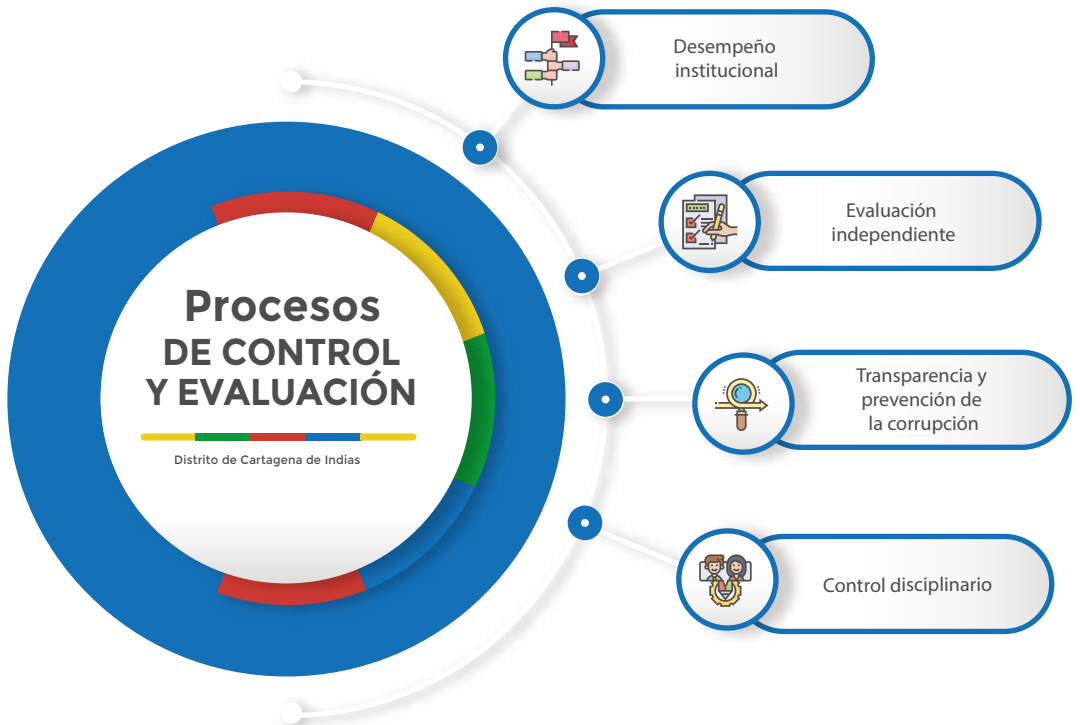 Procesos
DE CONTROL
Y EVALUACIÓN
Distrito de Cartagena de Indias
Desempeño
institucional
Evaluación
independiente
Transparencia y
prevención de
la corrupción
Control disciplinario